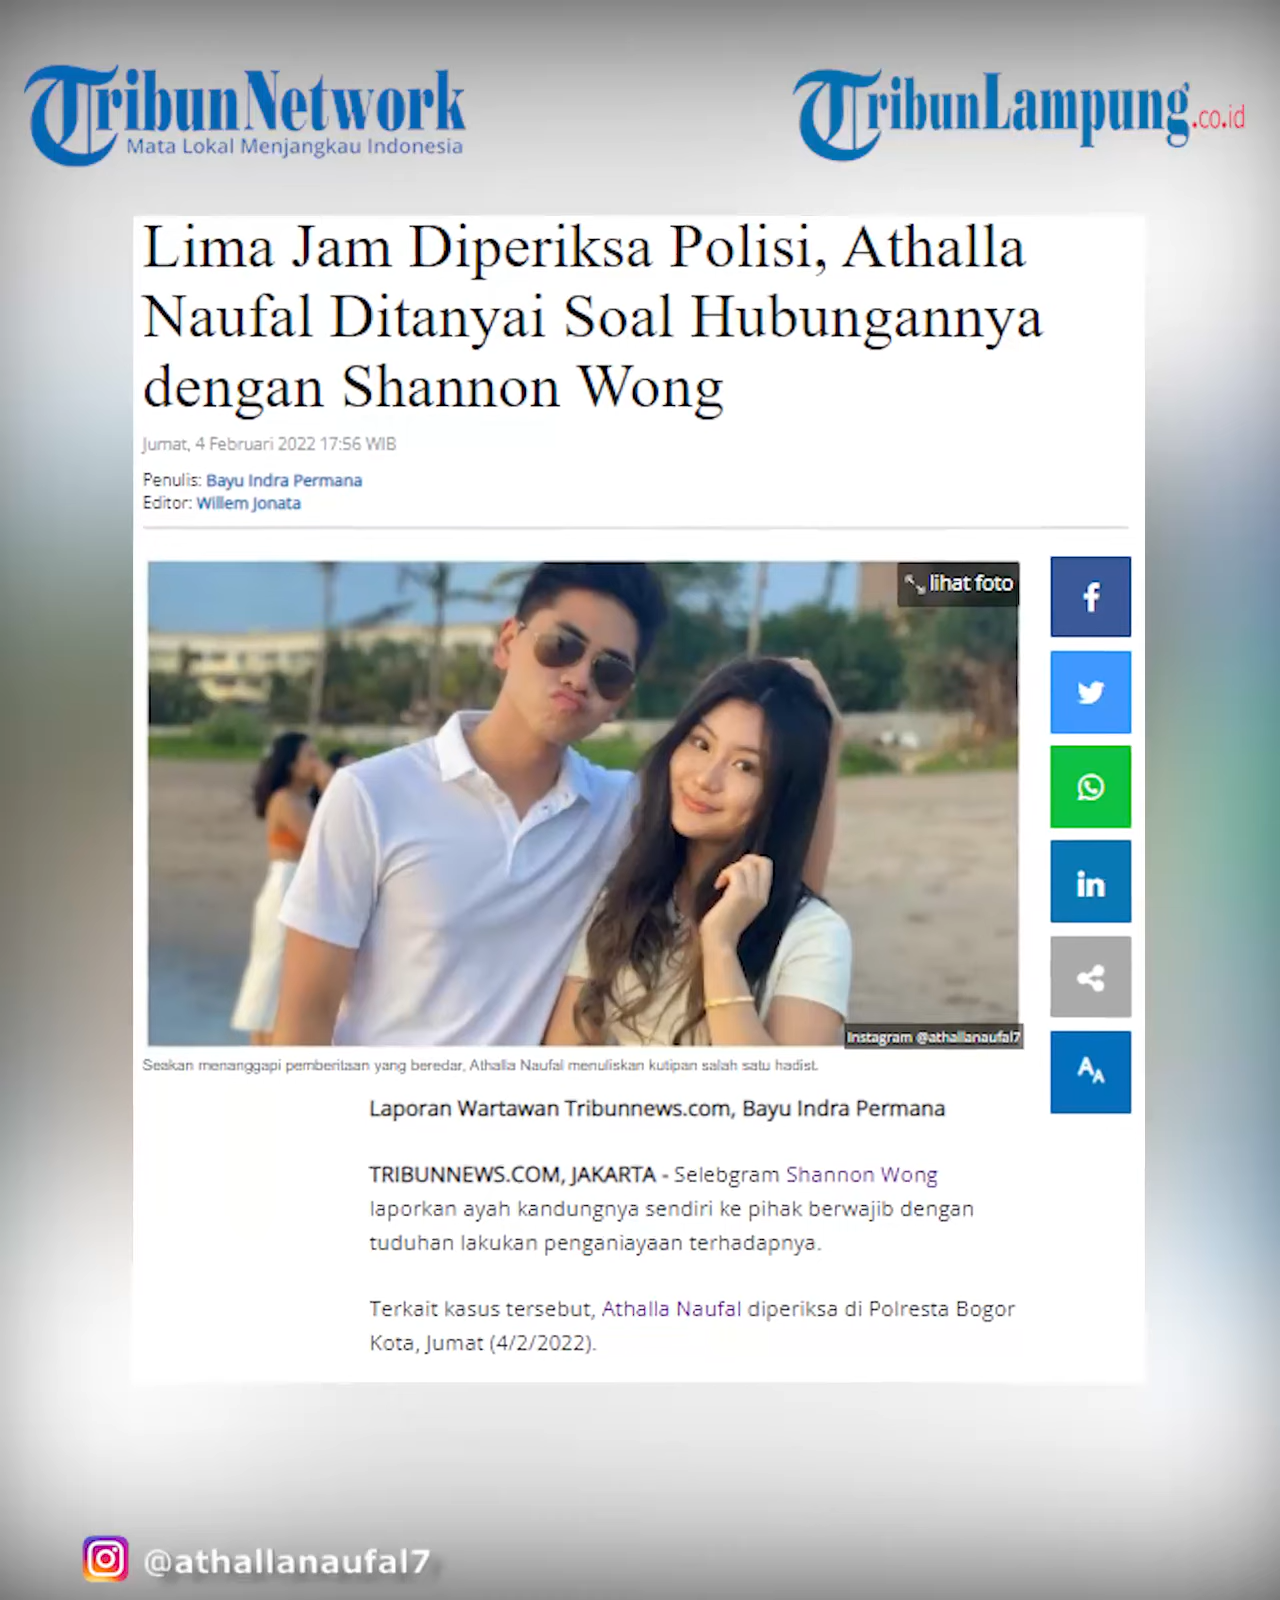 Tribun Network
Mata Lokal Menjangkau Indonesia
TribunLampung.co.id
Lima Jam Diperiksa Polisi, Athalla
Naufal Ditanyai Soal Hubungannya
dengan Shannon Wong
Jumat, 4 Februari 2022 17:56 WIB
Penulis: Bayu Indra Permana
Editor: Willem Jonata
lihat foto
Instagram @athallanaufal7
Seakan menanggapi pemberitaan yang beredar, Athalla Naufal menuliskan kutipan salah satu hadist.
Laporan Wartawan Tribunnews.com, Bayu Indra Permana
TRIBUNNEWS.COM, JAKARTA - Selebgram Shannon Wong
laporkan ayah kandungnya sendiri ke pihak berwajib dengan
tuduhan lakukan penganiayaan terhadapnya.
Terkait kasus tersebut, Athalla Naufal diperiksa di Polresta Bogor
Kota, Jumat (4/2/2022).
@athallanaufal7